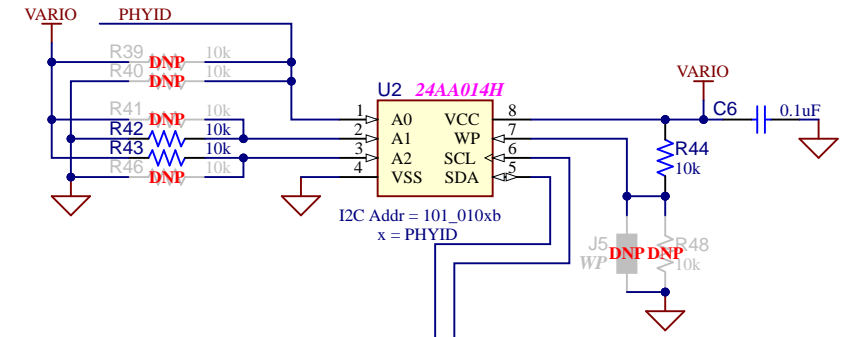 VARIO PHYID
R39 DNP 10k
R40 DNP 10k
R41 DNP 10k
R42 10k
R43 10k
R46 DNP 10k
U2 24AA014H
1 A0 VCC 8
2 A1 WP 7
3 A2 SCL 6
4 VSS SDA 5
I2C Addr = 101_010xb
x = PHYID
VARIO
C6 0.1uF
R44
10k
J5 DNP DNP R48
WP 10k